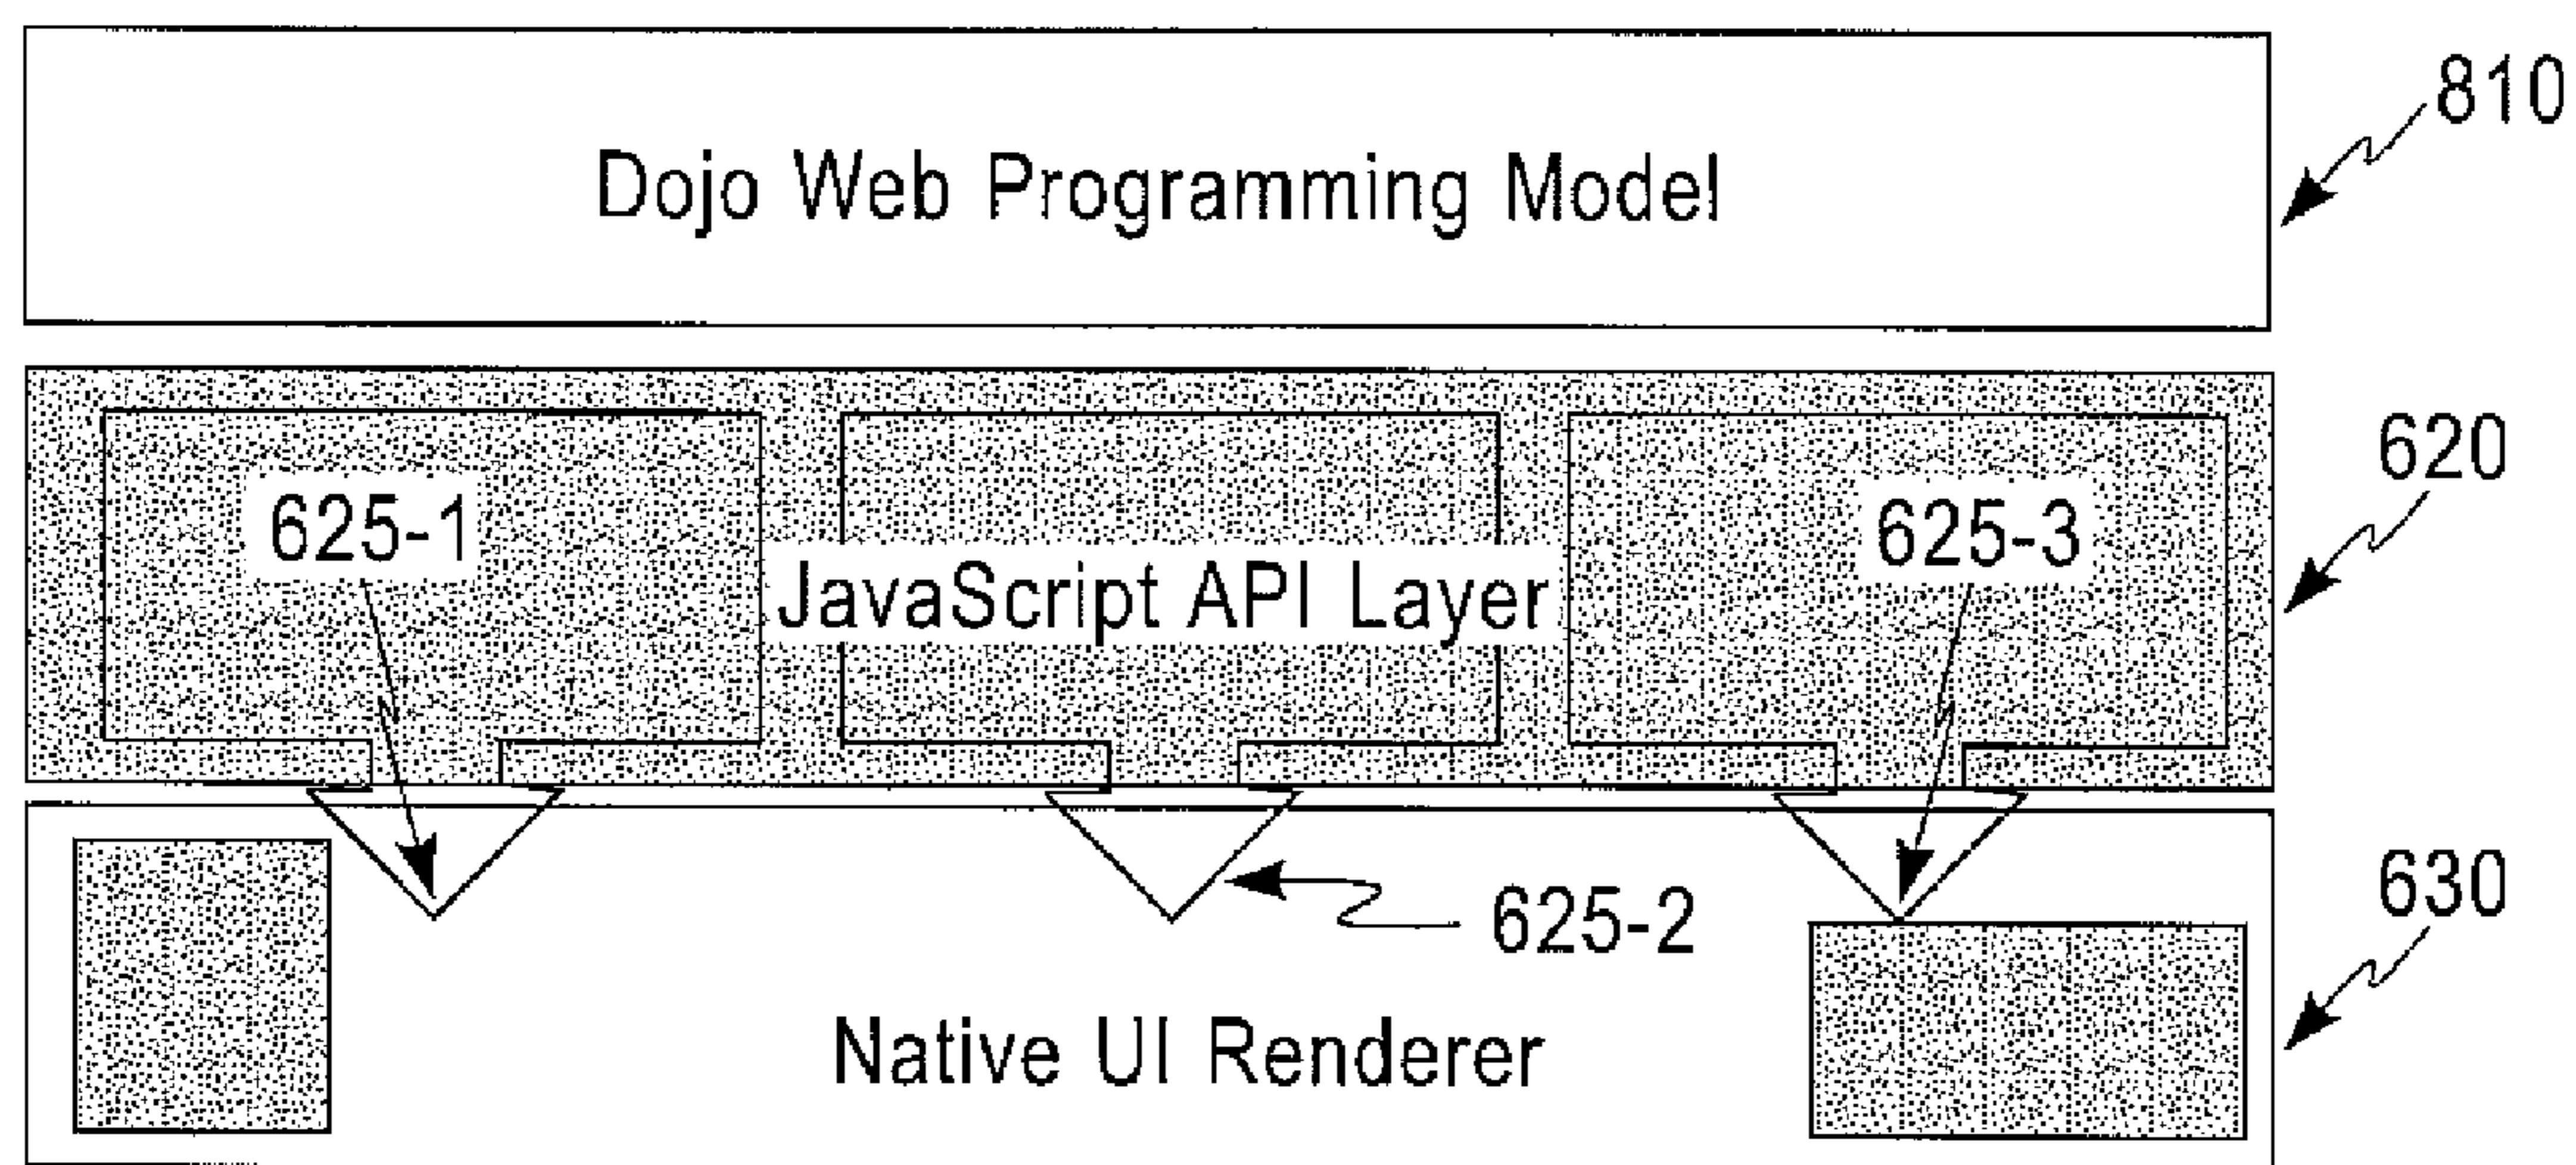 Dojo Web Programming Model
810
620
625-1
625-3
JavaScript API Layer
630
625-2
Native UI Renderer